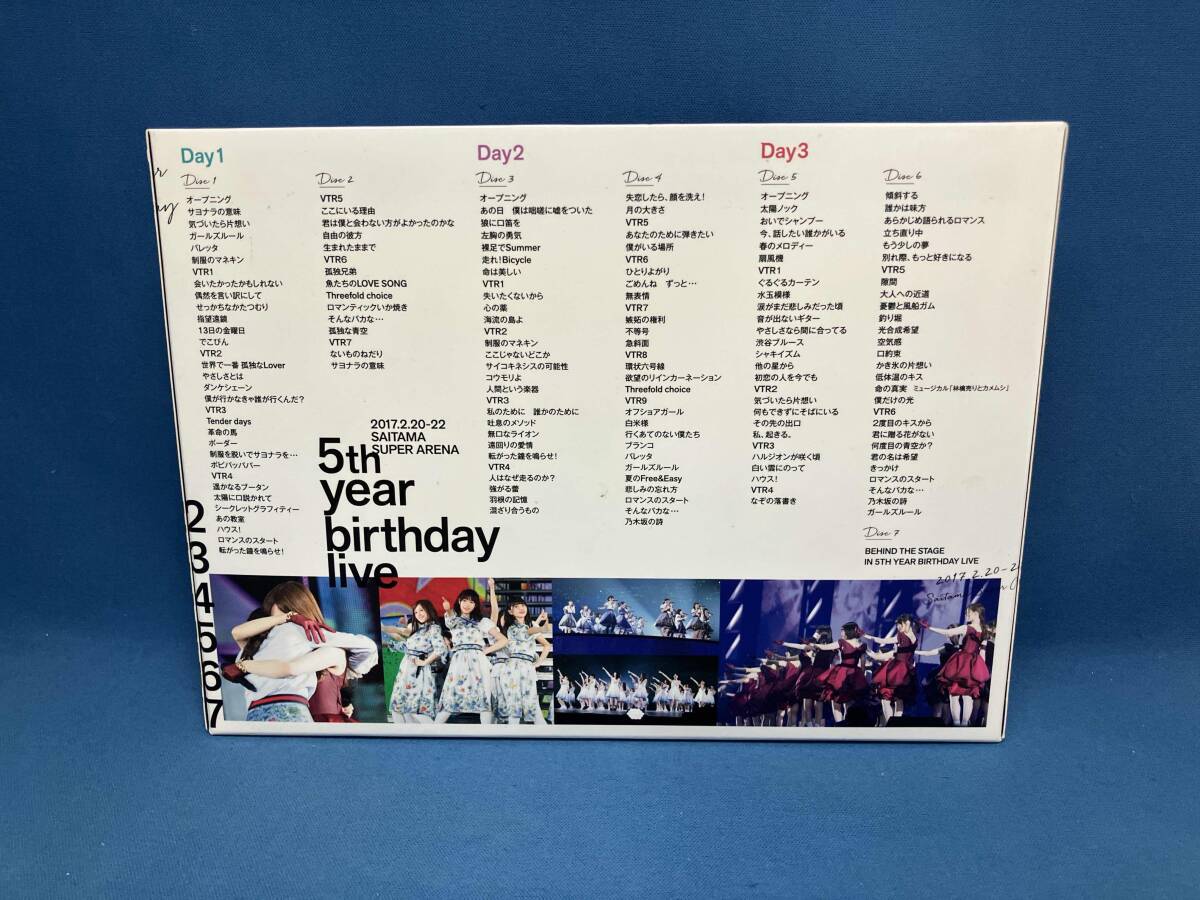 Day1
Disc 1
オープニング
サヨナラの意味
気づいたら片想い
ガールズルール
バレッタ
制服のマネキン
VTR1
会いたかったかもしれない
偶然を言い訳にして
せっかちなかたつむり
指望遠鏡
13日の金曜日
でこぴん
VTR2
世界で一番 孤独なLover
やさしさとは
ダンケシェーン
僕が行かなきゃ誰が行くんだ?
VTR3
Tender days
革命の馬
ボーダー
制服を脱いでサヨナラを…
ポピパッパパー
VTR4
遥かなるブータン
太陽に口説かれて
シークレットグラフィティー
あの教室
ハウス!
ロマンスのスタート
転がった鐘を鳴らせ!
Disc 2
VTR5
ここにいる理由
君は僕と会わない方がよかったのかな
自由の彼方
生まれたままで
VTR6
孤独兄弟
魚たちのLOVE SONG
Threefold choice
ロマンティックいか焼き
そんなバカな…
孤独な青空
VTR7
ないものねだり
サヨナラの意味
2017.2.20-22
SAITAMA
SUPER ARENA
5th
year
birthday
live
Day2
Disc 3
オープニング
あの日 僕は咄嗟に嘘をついた
狼に口笛を
左胸の勇気
裸足でSummer
走れ!Bicycle
命は美しい
VTR1
失いたくないから
心の薬
海流の島よ
VTR2
制服のマネキン
ここじゃないどこか
サイコキネシスの可能性
コウモリよ
人間という楽器
VTR3
私のために 誰かのために
吐息のメソッド
無口なライオン
遠回りの愛情
転がった鐘を鳴らせ!
VTR4
人はなぜ走るのか?
強がる蕾
羽根の記憶
混ざり合うもの
Disc 4
失恋したら、顔を洗え!
月の大きさ
VTR5
あなたのために弾きたい
僕がいる場所
VTR6
ひとりよがり
ごめんね ずっと…
無表情
VTR7
嫉妬の権利
不等号
急斜面
VTR8
環状六号線
欲望のリインカーネーション
Threefold choice
VTR9
オフショアガール
白米様
行くあてのない僕たち
ブランコ
バレッタ
ガールズルール
夏のFree&Easy
悲しみの忘れ方
ロマンスのスタート
そんなバカな…
乃木坂の詩
Day3
Disc 5
オープニング
太陽ノック
おいでシャンプー
今、話したい誰かがいる
春のメロディー
扇風機
VTR1
ぐるぐるカーテン
水玉模様
涙がまだ悲しみだった頃
音が出ないギター
やさしさなら間に合ってる
渋谷ブルース
シャキイズム
他の星から
初恋の人を今でも
VTR2
気づいたら片想い
何もできずにそばにいる
その先の出口
私、起きる。
VTR3
ハルジオンが咲く頃
白い雲にのって
ハウス!
VTR4
なぞの落書き
Disc 6
傾斜する
誰かは味方
あらかじめ語られるロマンス
立ち直り中
もう少しの夢
別れ際、もっと好きになる
VTR5
隙間
大人への近道
憂鬱と風船ガム
釣り堀
光合成希望
空気感
口約束
かき氷の片想い
低体温のキス
命の真実 ミュージカル「林檎売りとカメムシ」
僕だけの光
VTR6
2度目のキスから
君に贈る花がない
何度目の青空か?
君の名は希望
きっかけ
ロマンスのスタート
そんなバカな…
乃木坂の詩
ガールズルール
Disc 7
BEHIND THE STAGE
IN 5TH YEAR BIRTHDAY LIVE
2017.2.20-2
Saitam
2
3
4
5
6
7